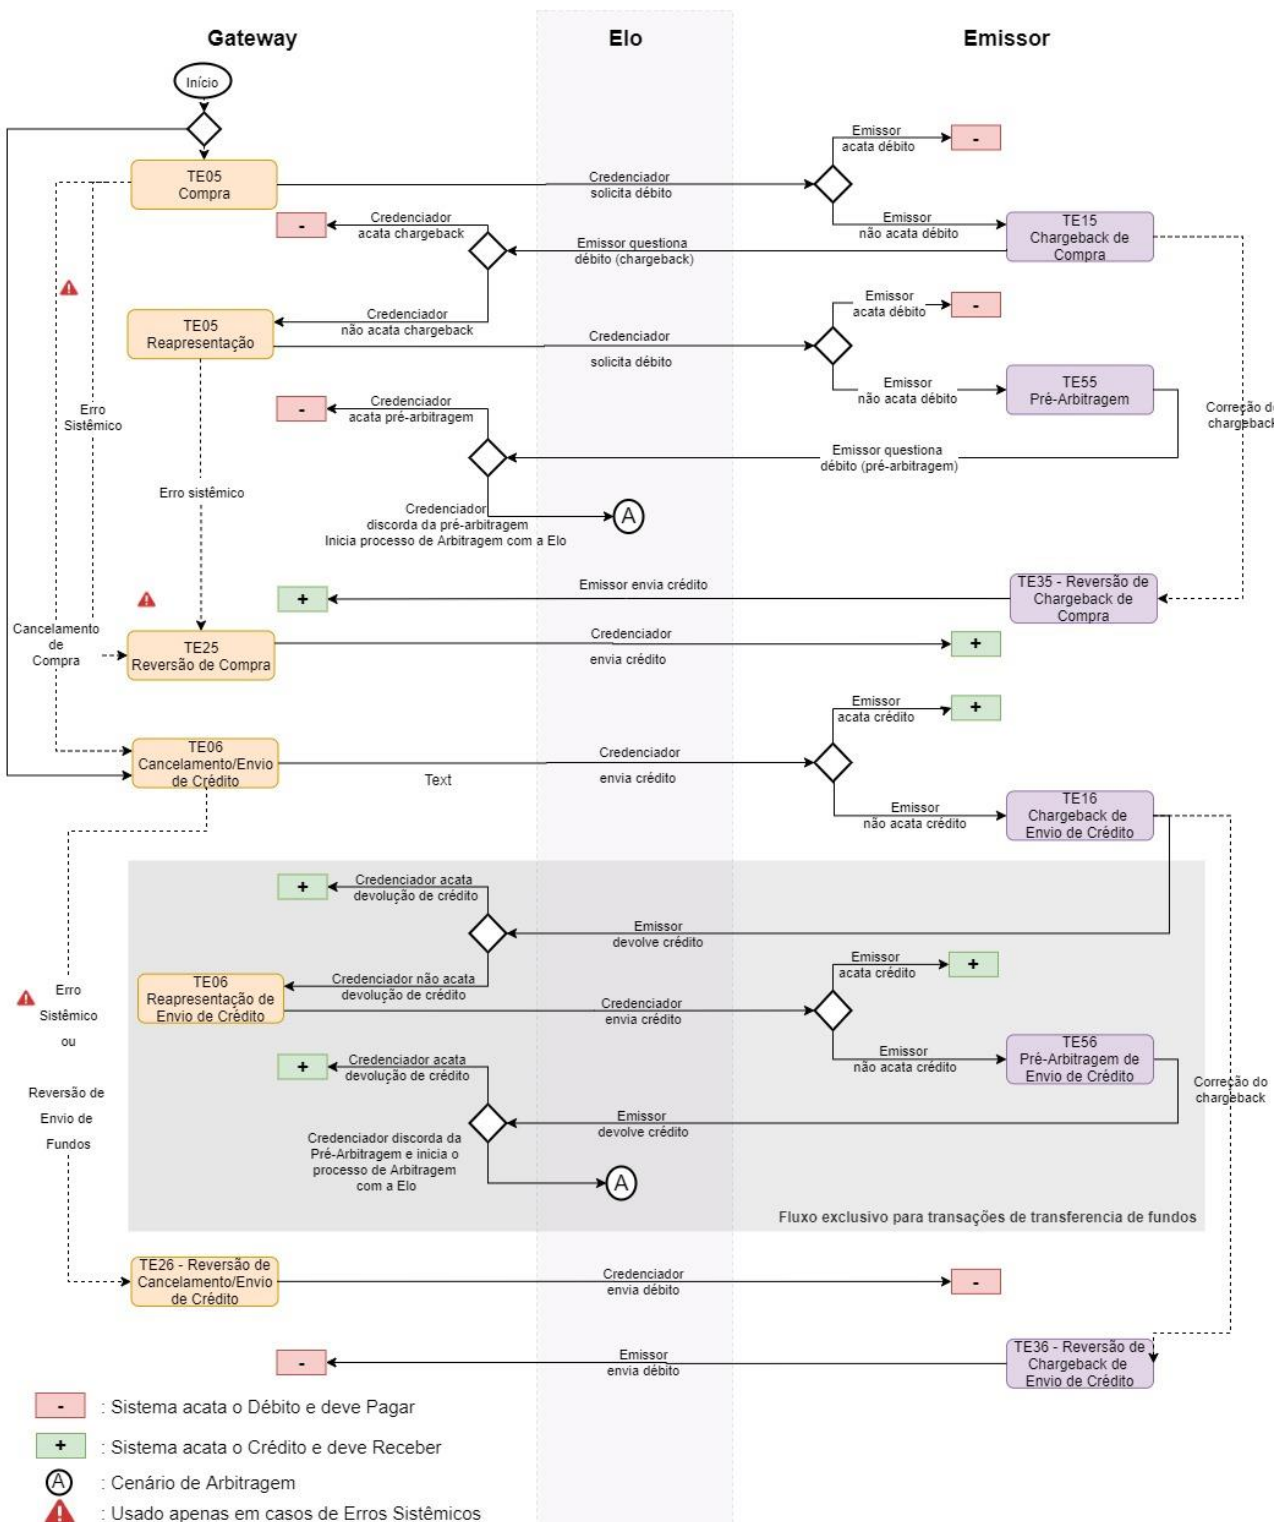 Gateway
Elo
Emissor
Início
Emissor
acata débito
-
TE05
Compra
Credenciador
solicita débito
Emissor
não acata débito
TE15
Chargeback de
Compra
-
Credenciador
acata chargeback
Emissor questiona
débito (chargeback)
Credenciador
não acata chargeback
TE05
Reapresentação
Emissor
acata débito
-
Credenciador
solicita débito
Emissor
não acata débito
TE55
Pré-Arbitragem
Correção do
chargeback
Erro
Sistêmico
-
Credenciador
acata pré-arbitragem
Emissor questiona
débito (pré-arbitragem)
Erro sistêmico
Credenciador
discorda da pré-arbitragem
Inicia processo de Arbitragem com a Elo
A
+
Emissor envia crédito
TE35 - Reversão de
Chargeback de
Compra
Cancelamento
de
Compra
TE25
Reversão de Compra
Credenciador
envia crédito
+
Emissor
acata crédito
+
TE06
Cancelamento/Envio
de Crédito
Text
Credenciador
envia crédito
Emissor
não acata crédito
TE16
Chargeback de
Envio de Crédito
+
Credenciador acata
devolução de crédito
Emissor
devolve crédito
Credenciador não acata
devolução de crédito
TE06
Reapresentação de
Envio de Crédito
Emissor
acata crédito
+
Credenciador
envia crédito
Emissor
não acata crédito
TE56
Pré-Arbitragem de
Envio de Crédito
Correção do
chargeback
Erro
Sistêmico
ou
Reversão de
Envio de
Fundos
+
Credenciador acata
devolução de crédito
Emissor
devolve crédito
Credenciador discorda da
Pré-Arbitragem e inicia o
processo de Arbitragem
com a Elo
A
Fluxo exclusivo para transações de transferencia de fundos
TE26 - Reversão de
Cancelamento/Envio
de Crédito
Credenciador
envia débito
-
-
Emissor
envia débito
TE36 - Reversão de
Chargeback de
Envio de Crédito
- : Sistema acata o Débito e deve Pagar
+ : Sistema acata o Crédito e deve Receber
A : Cenário de Arbitragem
: Usado apenas em casos de Erros Sistêmicos